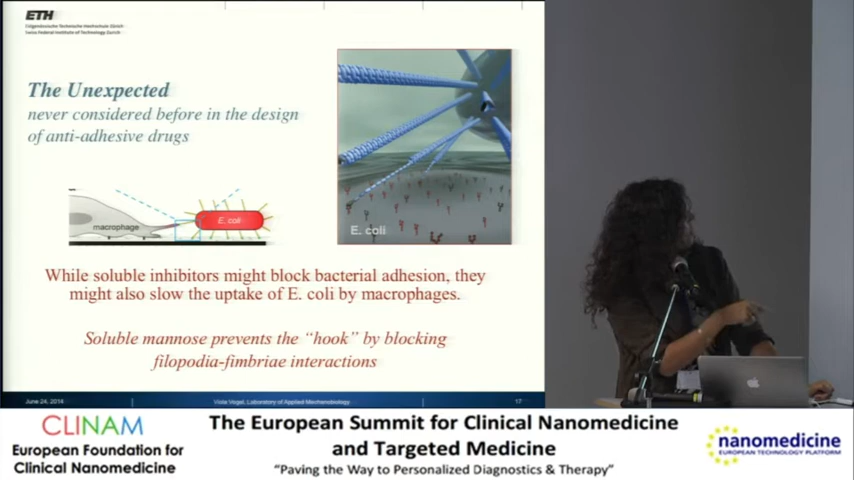 ETH
Eidgenössische Technische Hochschule Zürich
Swiss Federal Institute of Technology Zurich
The Unexpected
never considered before in the design
of anti-adhesive drugs
macrophage
E. coli
E. coli
While soluble inhibitors might block bacterial adhesion, they
might also slow the uptake of E. coli by macrophages.
Soluble mannose prevents the “hook” by blocking
filopodia-fimbriae interactions
June 24, 2014
Viola Vogel, Laboratory of Applied Mechanobiology
17
CLINAM
European Foundation for
Clinical Nanomedicine
The European Summit for Clinical Nanomedicine
and Targeted Medicine
“Paving the Way to Personalized Diagnostics & Therapy”
nanomedicine
EUROPEAN TECHNOLOGY PLATFORM